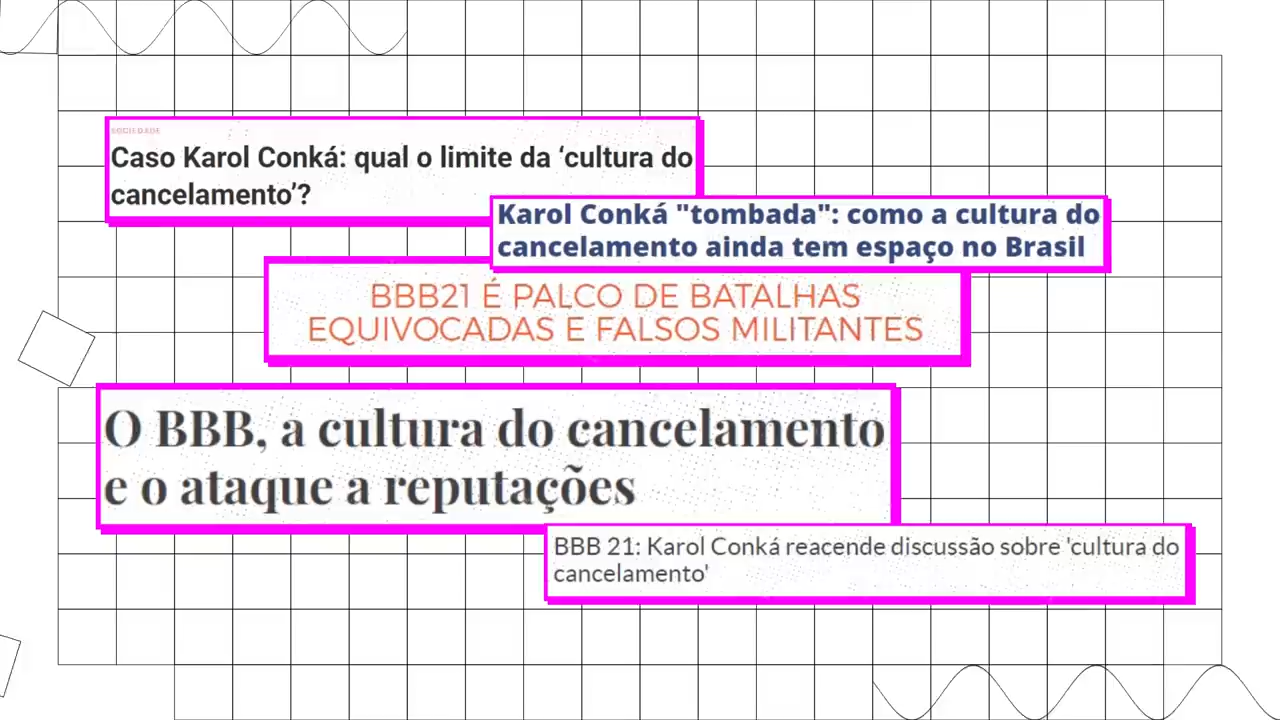 SOCIEDADE
Caso Karol Conká: qual o limite da ‘cultura do
cancelamento’?
Karol Conká "tombada": como a cultura do
cancelamento ainda tem espaço no Brasil
BBB21 É PALCO DE BATALHAS
EQUIVOCADAS E FALSOS MILITANTES
O BBB, a cultura do cancelamento
e o ataque a reputações
BBB 21: Karol Conká reacende discussão sobre 'cultura do
cancelamento'